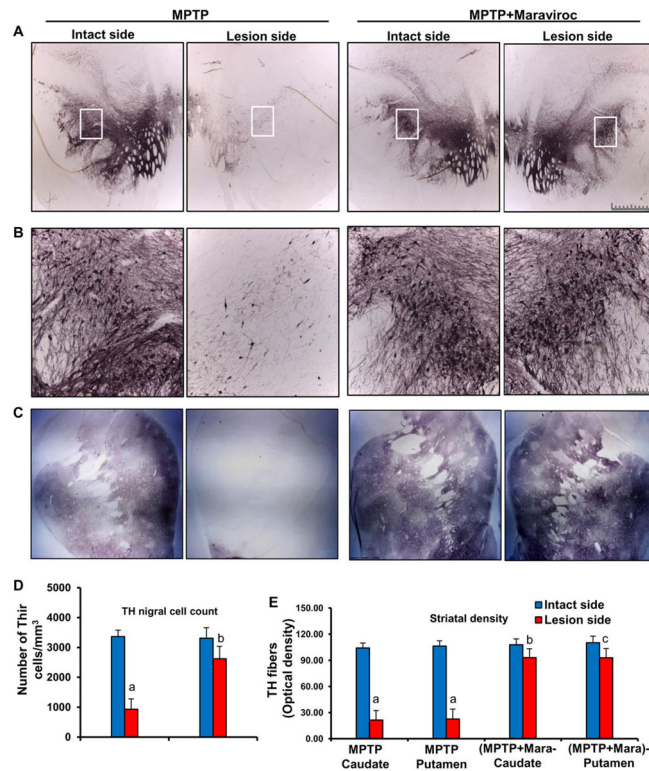 MPTP
MPTP+Maraviroc
A
Intact side
Lesion side
Intact side
Lesion side
B
C
D
Number of Thir
cells/mm3
5000
4000
3000
2000
1000
0
TH nigral cell count
a
b
E
TH fibers
(Optical density)
150.00
120.00
90.00
60.00
30.00
0.00
Striatal density
Intact side
Lesion side
a
a
b
c
MPTP
Caudate
MPTP
Putamen
(MPTP+Mara-
Caudate
(MPTP+Mara)-
Putamen